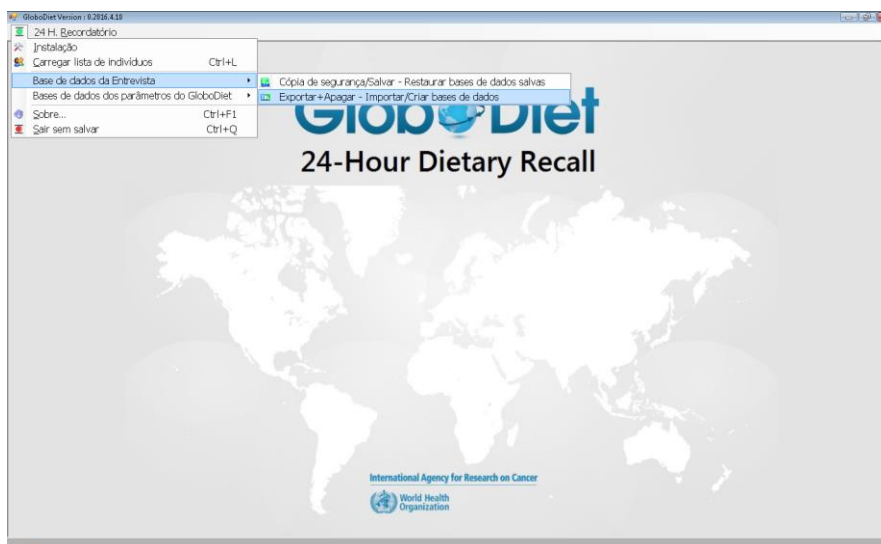 GloboDiet Version : 0.2016.4.10
24 H. Recordatório
Instalação
Carregar lista de indivíduos Ctrl+L
Base de dados da Entrevista
Cópia de segurança/Salvar - Restaurar bases de dados salvas
Bases de dados dos parâmetros do GloboDiet
Exportar+Apagar - Importar/Criar bases de dados
Sobre... Ctrl+F1
Sair sem salvar Ctrl+Q
GloboDiet
24-Hour Dietary Recall
International Agency for Research on Cancer
World Health
Organization